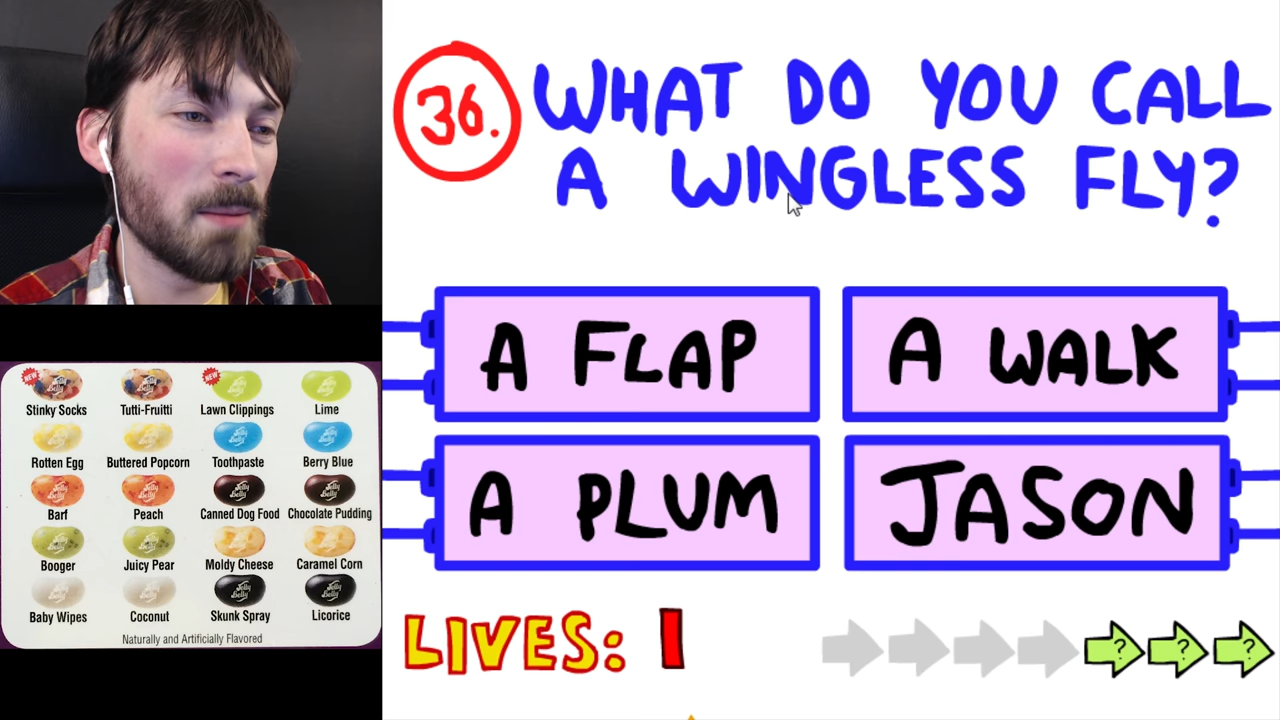 36. WHAT DO YOU CALL
A WINGLESS FLY?
A FLAP
A WALK
A PLUM
JASON
LIVES: 1
? ? ?
NEW NEW
Stinky Socks Tutti-Fruitti Lawn Clippings Lime
Rotten Egg Buttered Popcorn Toothpaste Berry Blue
Barf Peach Canned Dog Food Chocolate Pudding
Booger Juicy Pear Moldy Cheese Caramel Corn
Baby Wipes Coconut Skunk Spray Licorice
Naturally and Artificially Flavored